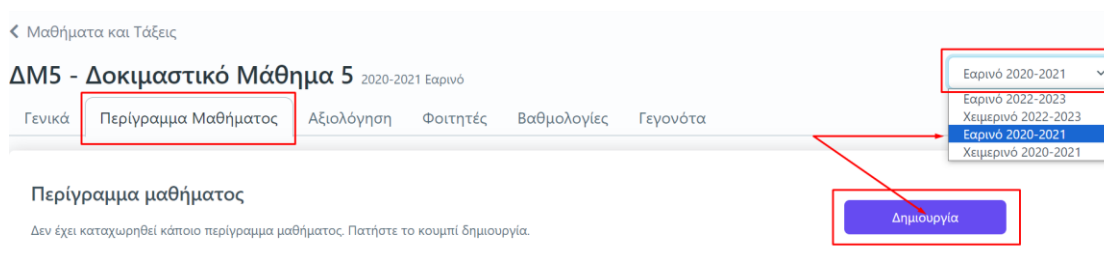 Μαθήματα και Τάξεις
ΔΜ5 - Δοκιμαστικό Μάθημα 5 2020-2021 Εαρινό
Εαρινό 2020-2021
Εαρινό 2022-2023
Χειμερινό 2022-2023
Εαρινό 2020-2021
Χειμερινό 2020-2021
Γενικά Περίγραμμα Μαθήματος Αξιολόγηση Φοιτητές Βαθμολογίες Γεγονότα
Περίγραμμα μαθήματος
Δημιουργία
Δεν έχει καταχωρηθεί κάποιο περίγραμμα μαθήματος. Πατήστε το κουμπί δημιουργία.